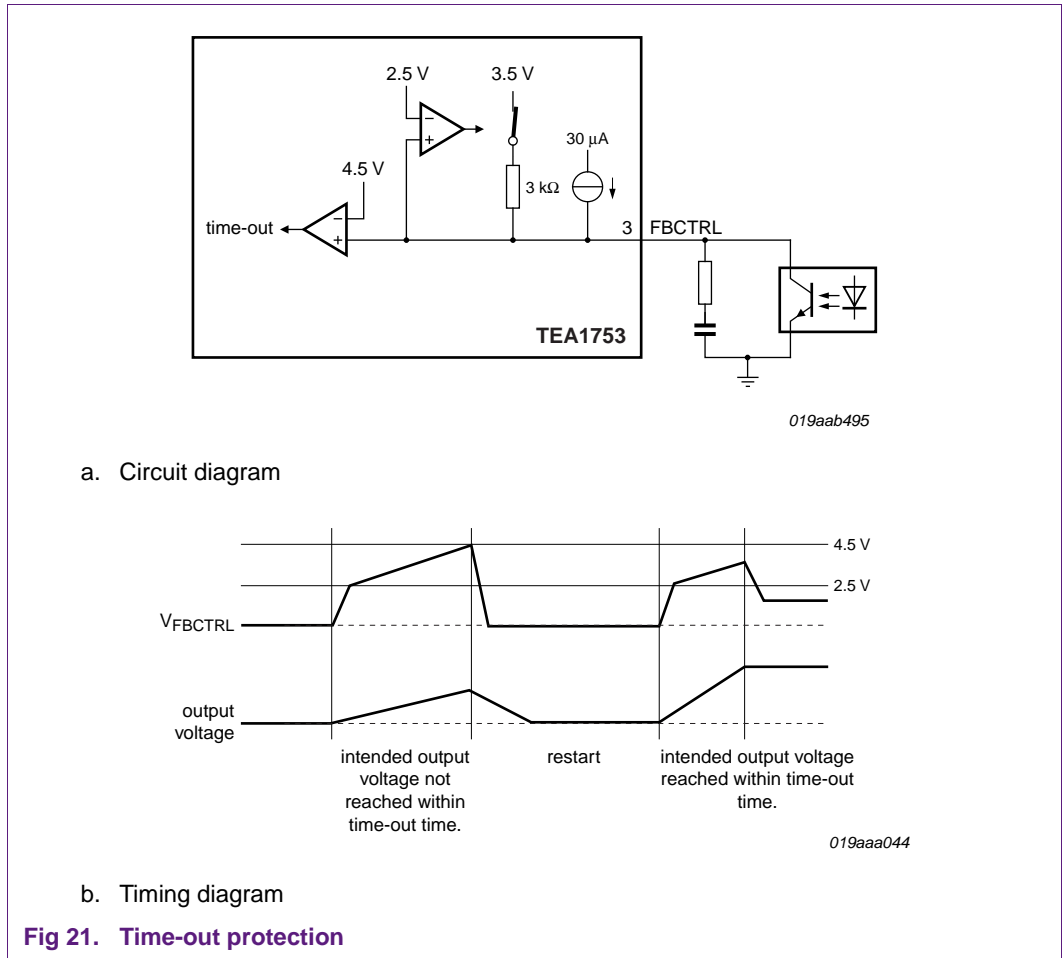 2.5 V
3.5 V
30 μA
4.5 V
3 kΩ
time-out
3 FBCTRL
TEA1753
019aab495
a. Circuit diagram
4.5 V
2.5 V
VFBCTRL
output
voltage
intended output
voltage not
reached within
time-out time.
restart
intended output voltage
reached within time-out
time.
019aaa044
b. Timing diagram
Fig 21. Time-out protection